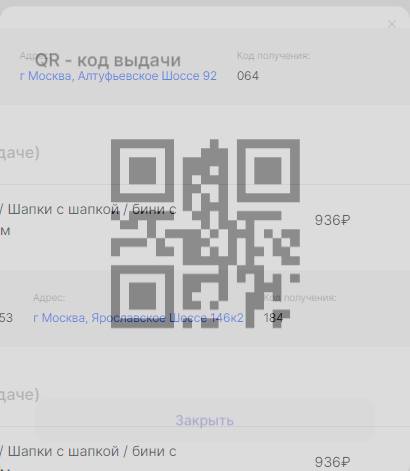 ×
Адрес:
Код получения:
QR - код выдачи
г Москва, Алтуфьевское Шоссе 92
064
даче)
/ Шапки с шапкой / бини с
м
936₽
Адрес:
Код получения:
53
г Москва, Ярославское Шоссе 146к2
184
даче)
Закрыть
/ Шапки с шапкой / бини с
936₽